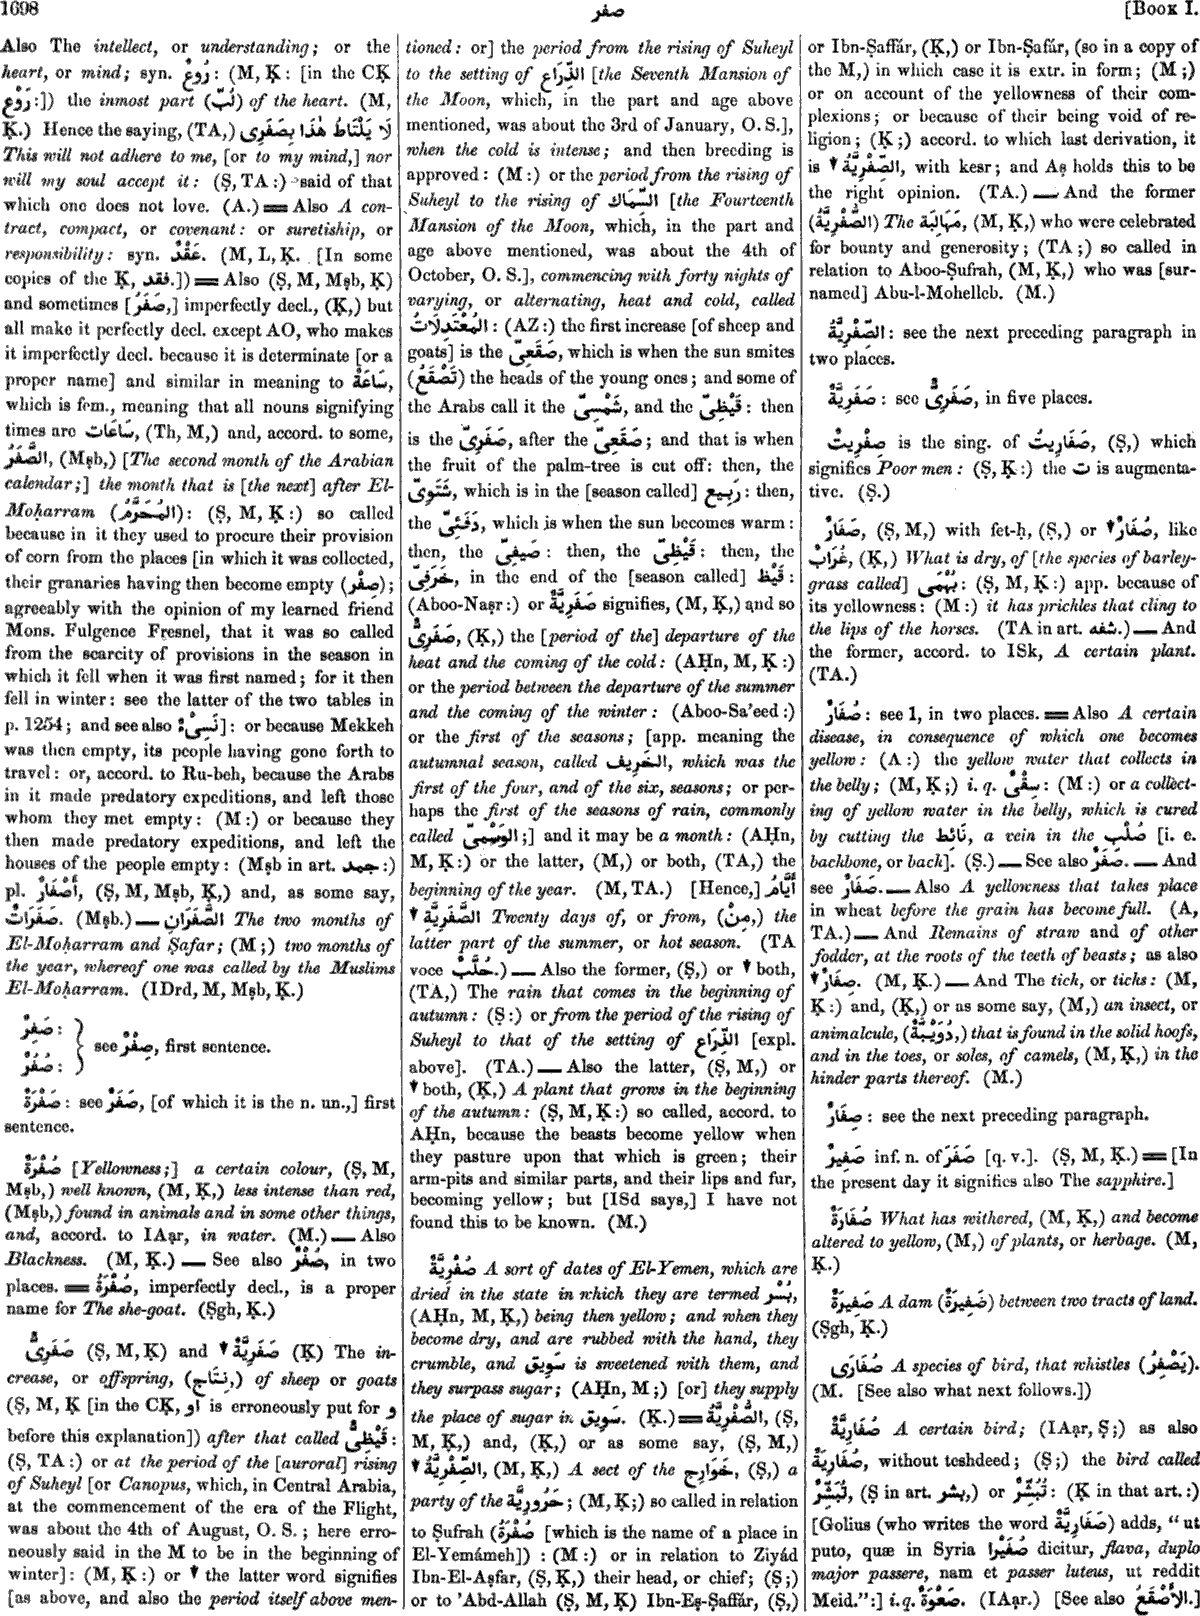 1698
صفر
[BOOK I.
Also The intellect, or understanding; or the
heart, or mind; syn. رُوعٌ: (M, Ḳ: [in the CḲ
رَوْع:]) the inmost part (لُبّ) of the heart. (M,
Ḳ.) Hence the saying, (TA,) لَا يَلْتَاطُ هٰذَا بِصَفَرِى
This will not adhere to me, [or to my mind,] nor
will my soul accept it: (Ṣ, TA:) said of that
which one does not love. (A.) ＝ Also A con-
tract, compact, or covenant: or suretiship, or
responsibility: syn. عَقْدٌ. (M, L, Ḳ. [In some
copies of the Ḳ, فقد.]) ＝ Also (Ṣ, M, Mṣb, Ḳ)
and sometimes [صَفَرُ,] imperfectly decl., (Ḳ,) but
all make it perfectly decl. except AO, who makes
it imperfectly decl. because it is determinate [or a
proper name] and similar in meaning to سَاعَةٌ,
which is fem., meaning that all nouns signifying
times are سَاعَات, (Th, M,) and, accord. to some,
الصَّفَرُ, (Mṣb,) [The second month of the Arabian
calendar;] the month that is [the next] after El-
Moḥarram (المُحَرَّمُ): (Ṣ, M, Ḳ:) so called
because in it they used to procure their provision
of corn from the places [in which it was collected,
their granaries having then become empty (صِفْر);
agreeably with the opinion of my learned friend
Mons. Fulgence Fresnel, that it was so called
from the scarcity of provisions in the season in
which it fell when it was first named; for it then
fell in winter: see the latter of the two tables in
p. 1254; and see also نَسِىْءٌ]: or because Mekkeh
was then empty, its people having gone forth to
travel: or, accord. to Ru-beh, because the Arabs
in it made predatory expeditions, and left those
whom they met empty: (M:) or because they
then made predatory expeditions, and left the
houses of the people empty: (Mṣb in art. جمد:)
pl. أَصْفَارٌ, (Ṣ, M, Mṣb, Ḳ,) and, as some say,
صَفَرَاتٌ. (Mṣb.) — الصَّفَرَانِ The two months of
El-Moḥarram and Ṣafar; (M;) two months of
the year, whereof one was called by the Muslims
El-Moḥarram. (IDrd, M, Mṣb, Ḳ.)
صَفِرٌ:
صُفُرٌ: } see صِفْرٌ, first sentence.
صَفَرَةٌ: see صَفَرٌ, [of which it is the n. un.,] first
sentence.
صُفْرَةٌ [Yellowness;] a certain colour, (Ṣ, M,
Mṣb,) well known, (M, Ḳ,) less intense than red,
(Mṣb,) found in animals and in some other things,
and, accord. to IAạr, in water. (M.) — Also
Blackness. (M, Ḳ.) — See also صُفْرٌ, in two
places. ＝ صُفْرَةُ, imperfectly decl., is a proper
name for The she-goat. (Ṣgh, Ḳ.)
صَفَرِىٌّ (Ṣ, M, Ḳ) and ▼ صَفَرِيَّةٌ (Ḳ) The in-
crease, or offspring, (نِتَاج,) of sheep or goats
(Ṣ, M, Ḳ [in the CḲ, او is erroneously put for و
before this explanation]) after that called قَيْظِىٌّ:
(Ṣ, TA:) or at the period of the [auroral] rising
of Suheyl [or Canopus, which, in Central Arabia,
at the commencement of the era of the Flight,
was about the 4th of August, O. S.; here erro-
neously said in the M to be in the beginning of
winter]: (M, Ḳ:) or ▼ the latter word signifies
[as above, and also the period itself above men-
tioned: or] the period from the rising of Suheyl
to the setting of الذِّرَاع [the Seventh Mansion of
the Moon, which, in the part and age above
mentioned, was about the 3rd of January, O. S.],
when the cold is intense; and then breeding is
approved: (M:) or the period from the rising of
Suheyl to the rising of السِّمَاك [the Fourteenth
Mansion of the Moon, which, in the part and
age above mentioned, was about the 4th of
October, O. S.], commencing with forty nights of
varying, or alternating, heat and cold, called
المُعْتَدِلَاتُ: (AZ:) the first increase [of sheep and
goats] is the صَقَعِىّ, which is when the sun smites
(تَصْقَعُ) the heads of the young ones; and some of
the Arabs call it the شَمْسِىّ, and the قَيْظِىّ: then
is the صَفَرِىّ, after the صَقَعِىّ; and that is when
the fruit of the palm-tree is cut off: then, the
شَتَوِىّ, which is in the [season called] رَبِيع: then,
the دَفَئِىّ, which is when the sun becomes warm:
then, the صَيفِىّ: then, the قَيْظِىّ: then, the
خَرَفِىّ, in the end of the [season called] قَيْظ:
(Aboo-Naṣr:) or صَفَرِيَّةٌ signifies, (M, Ḳ,) and so
صَفَرِىٌّ, (Ḳ,) the [period of the] departure of the
heat and the coming of the cold: (AḤn, M, Ḳ:)
or the period between the departure of the summer
and the coming of the winter: (Aboo-Sa'eed:)
or the first of the seasons; [app. meaning the
autumnal season, called الخَرِيف, which was the
first of the four, and of the six, seasons; or per-
haps the first of the seasons of rain, commonly
called الوَسْمِىّ;] and it may be a month: (AḤn,
M, Ḳ:) or the latter, (M,) or both, (TA,) the
beginning of the year. (M, TA.) [Hence,] أَيَّامُ
▼ الصَّفَرِيَّةِ Twenty days of, or from, (مِنْ,) the
latter part of the summer, or hot season. (TA
voce حُلَّبٌ.) — Also the former, (Ṣ,) or ▼ both,
(TA,) The rain that comes in the beginning of
autumn: (Ṣ:) or from the period of the rising of
Suheyl to that of the setting of الذِّرَاع [expl.
above]. (TA.) — Also the latter, (Ṣ, M,) or
▼ both, (Ḳ,) A plant that grows in the beginning
of the autumn: (Ṣ, M, Ḳ:) so called, accord. to
AḤn, because the beasts become yellow when
they pasture upon that which is green; their
arm-pits and similar parts, and their lips and fur,
becoming yellow; but [ISd says,] I have not
found this to be known. (M.)
صُفْرِيَّةٌ A sort of dates of El-Yemen, which are
dried in the state in which they are termed بُسْر,
(AḤn, M, Ḳ,) being then yellow; and when they
become dry, and are rubbed with the hand, they
crumble, and سَوِيق is sweetened with them, and
they surpass sugar; (AḤn, M;) [or] they supply
the place of sugar in سَوِيق. (Ḳ.) ＝ الصُّفْرِيَّةُ, (Ṣ,
M, Ḳ,) and, (Ḳ,) or as some say, (Ṣ, M,)
▼ الصِّفْرِيَّةُ, (M, Ḳ,) A sect of the خَوَارِج, (Ṣ,) a
party of the حَرُورِيَّة; (M, Ḳ;) so called in relation
to Ṣufrah (صُفْرَةُ [which is the name of a place in
El-Yemámeh]): (M:) or in relation to Ziyád
Ibn-El-Aṣfar, (Ṣ, Ḳ,) their head, or chief; (Ṣ;)
or to 'Abd-Allah (Ṣ, M, Ḳ) Ibn-Eṣ-Ṣaffár, (Ṣ,)
or Ibn-Ṣaffár, (Ḳ,) or Ibn-Ṣafár, (so in a copy of
the M,) in which case it is extr. in form; (M;)
or on account of the yellowness of their com-
plexions; or because of their being void of re-
ligion; (Ḳ;) accord. to which last derivation, it
is ▼ الصِّفْرِيَّةُ, with kesr; and Aṣ holds this to be
the right opinion. (TA.) — And the former
(الصُّفْرِيَّةُ) The مَهَالِبَة, (M, Ḳ,) who were celebrated
for bounty and generosity; (TA;) so called in
relation to Aboo-Ṣufrah, (M, Ḳ,) who was [sur-
named] Abu-l-Mohelleb. (M.)
الصِّفْرِيَّةُ: see the next preceding paragraph in
two places.
صَفَرِيَّةٌ: see صَفَرِىٌّ, in five places.
صِفْرِيتٌ is the sing. of صَفَارِيتُ, (Ṣ,) which
signifies Poor men: (Ṣ, Ḳ:) the ت is augmenta-
tive. (Ṣ.)
صَفَارٌ, (Ṣ, M,) with fet-ḥ, (Ṣ,) or ▼ صُفَارٌ, like
غُرَابٌ, (Ḳ,) What is dry, of [the species of barley-
grass called] بُهْمَى: (Ṣ, M, Ḳ:) app. because of
its yellowness: (M:) it has prickles that cling to
the lips of the horses. (TA in art. شفه.) — And
the former, accord. to ISk, A certain plant.
(TA.)
صُفَارٌ: see 1, in two places. ＝ Also A certain
disease, in consequence of which one becomes
yellow: (A:) the yellow water that collects in
the belly; (M, Ḳ;) i. q. سِقْىٌ: (M:) or a collect-
ing of yellow water in the belly, which is cured
by cutting the نَائِط, a vein in the صُلْب [i. e.
backbone, or back]. (Ṣ.) — See also صَفَرٌ. — And
see صَفَارٌ. — Also A yellowness that takes place
in wheat before the grain has become full. (A,
TA.) — And Remains of straw and of other
fodder, at the roots of the teeth of beasts; as also
▼ صِفَارٌ. (M, Ḳ.) — And The tick, or ticks: (M,
Ḳ:) and, (Ḳ,) or as some say, (M,) an insect, or
animalcule, (دُوَيْبَّةٌ,) that is found in the solid hoofs,
and in the toes, or soles, of camels, (M, Ḳ,) in the
hinder parts thereof. (M.)
صِفَارٌ: see the next preceding paragraph.
صَفِيرٌ inf. n. of صَفَرَ [q. v.]. (Ṣ, M, Ḳ.) ＝ [In
the present day it signifies also The sapphire.]
صُفَارَةٌ What has withered, (M, Ḳ,) and become
altered to yellow, (M,) of plants, or herbage. (M,
Ḳ.)
صَفِيرَةٌ A dam (ضَفِيرَةٌ) between two tracts of land.
(Ṣgh, Ḳ.)
صُفَارَى A species of bird, that whistles (يَصْفِرُ).
(M. [See also what next follows.])
صُفَارِيَّةٌ A certain bird; (IAạr, Ṣ;) as also
صُفَارِيَةٌ, without teshdeed; (Ṣ;) the bird called
تُبَشِّرٌ, (Ṣ in art. بشر,) or تُبُشِّرٌ: (Ḳ in that art.:)
[Golius (who writes the word صَفَّارِيَّةٌ) adds, "ut
puto, quæ in Syria صُفَيْرَا dicitur, flava, duplo
major passere, nam et passer luteus, ut reddit
Meid.":] i. q. صَعْوَةٌ. (IAạr.) [See also الأَصْقَعُ.]